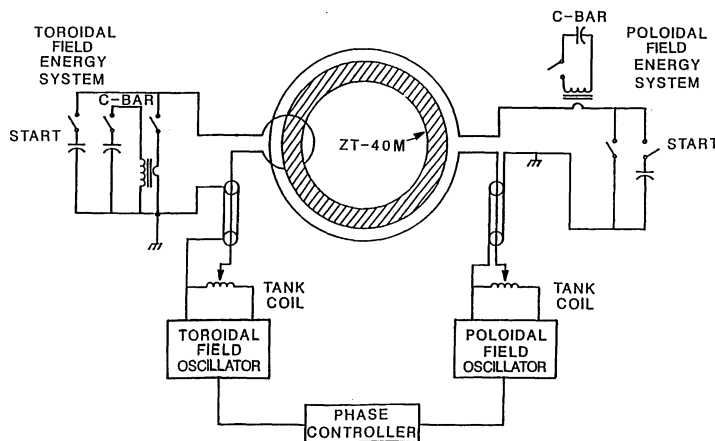 TOROIDAL
FIELD
ENERGY
SYSTEM
C-BAR
START
C-BAR
POLOIDAL
FIELD
ENERGY
SYSTEM
START
ZT-40M
TANK
COIL
TANK
COIL
TOROIDAL
FIELD
OSCILLATOR
POLOIDAL
FIELD
OSCILLATOR
PHASE
CONTROLLER